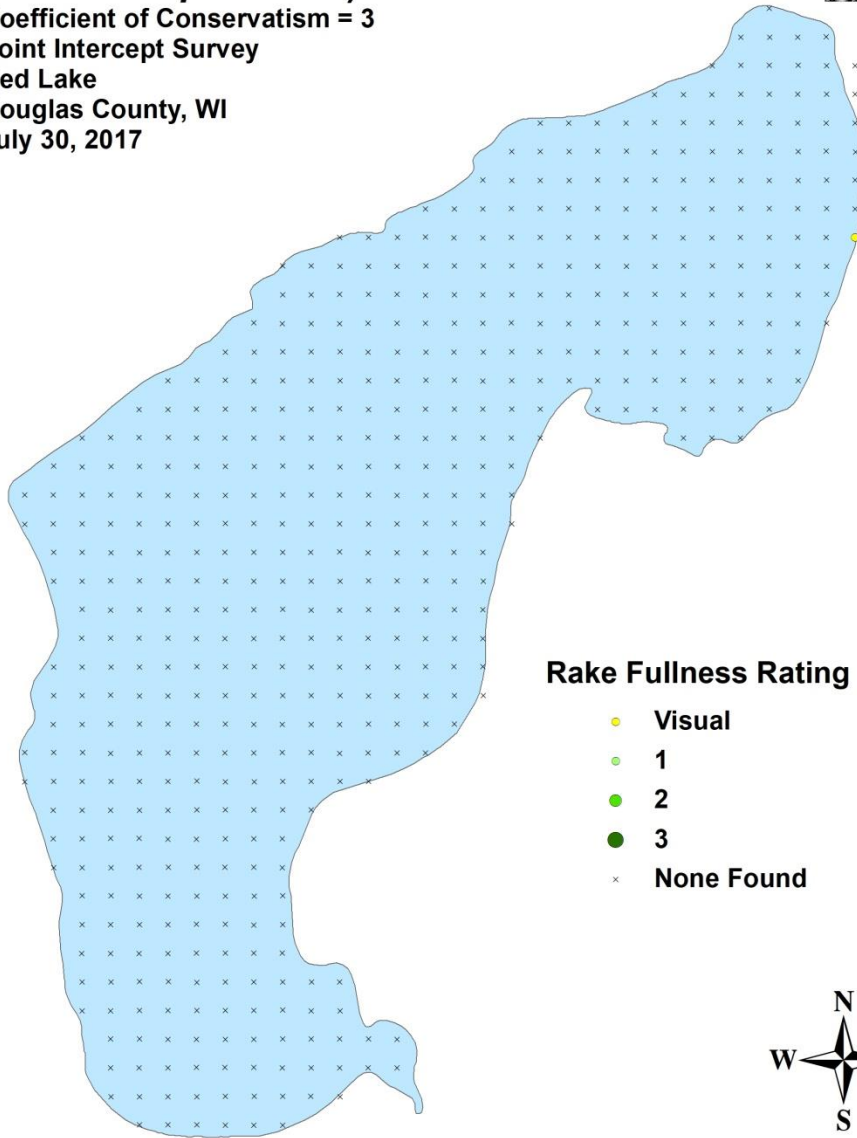 oefficient of Conservatism = 3
oint Intercept Survey
ed Lake
ouglas County, WI
uly 30, 2017
Rake Fullness Rating
Visual
1
2
3
None Found
N
W
S